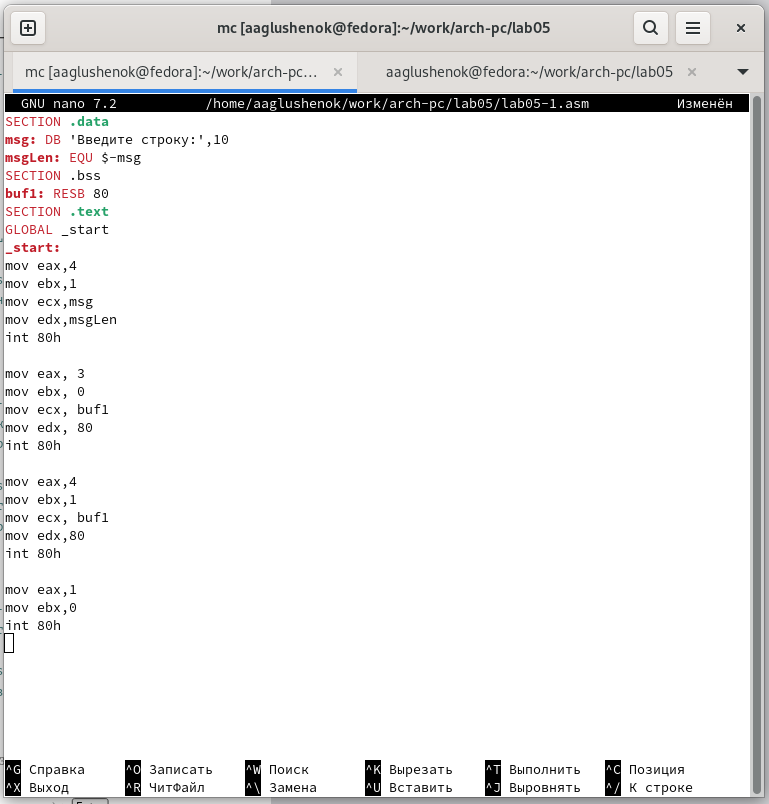 mc [aaglushenok@fedora]:~/work/arch-pc/lab05
mc [aaglushenok@fedora]:~/work/arch-pc… × aaglushenok@fedora:~/work/arch-pc/lab05 ×
GNU nano 7.2 /home/aaglushenok/work/arch-pc/lab05/lab05-1.asm Изменён
SECTION .data
msg: DB 'Введите строку:',10
msgLen: EQU $-msg
SECTION .bss
buf1: RESB 80
SECTION .text
GLOBAL _start
_start:
mov eax,4
mov ebx,1
mov ecx,msg
mov edx,msgLen
int 80h
mov eax, 3
mov ebx, 0
mov ecx, buf1
mov edx, 80
int 80h
mov eax,4
mov ebx,1
mov ecx, buf1
mov edx,80
int 80h
mov eax,1
mov ebx,0
int 80h
^G Справка ^O Записать ^W Поиск ^K Вырезать ^T Выполнить ^C Позиция
^X Выход ^R ЧитФайл ^\ Замена ^U Вставить ^J Выровнять ^/ К строке